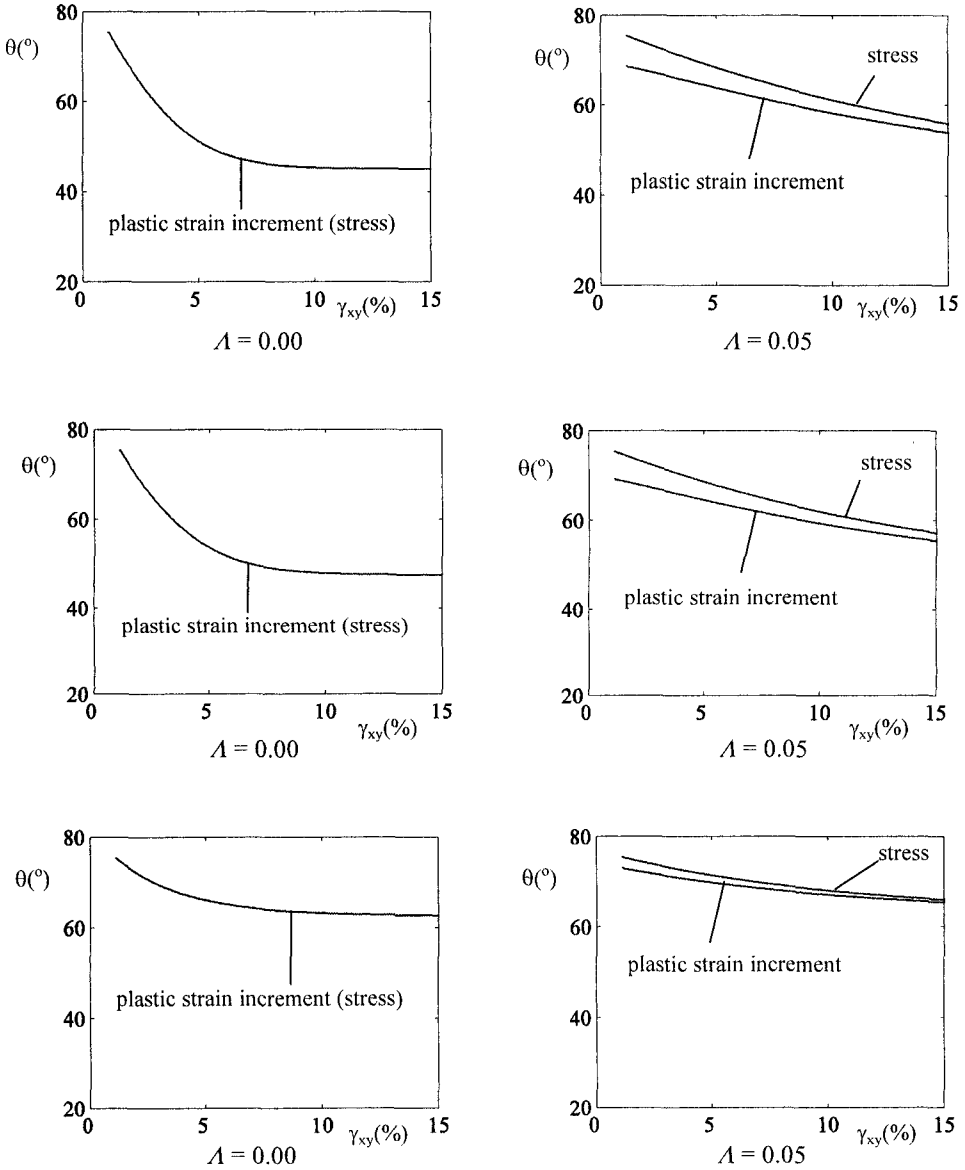 80
θ(°)
60
40
plastic strain increment (stress)
20
0
5
10
γxy(%)
15
Λ = 0.00
80
θ(°)
stress
60
40
plastic strain increment
20
0
5
10
γxy(%)
15
Λ = 0.05
80
θ(°)
60
40
plastic strain increment (stress)
20
0
5
10
γxy(%)
15
Λ = 0.00
80
θ(°)
stress
60
40
plastic strain increment
20
0
5
10
γxy(%)
15
Λ = 0.05
80
θ(°)
60
40
plastic strain increment (stress)
20
0
5
10
γxy(%)
15
Λ = 0.00
80
θ(°)
stress
60
40
plastic strain increment
20
0
5
10
γxy(%)
15
Λ = 0.05